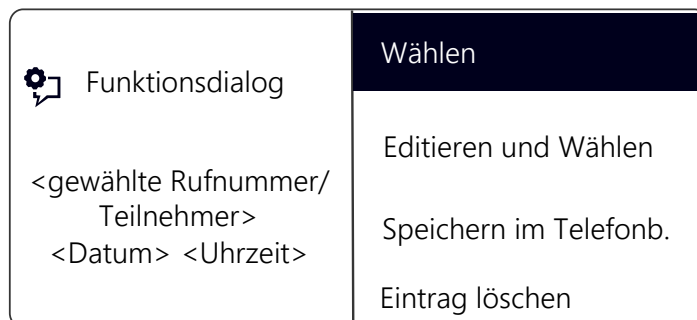 Funktionsdialog
<gewählte Rufnummer/
Teilnehmer>
<Datum> <Uhrzeit>
Wählen
Editieren und Wählen
Speichern im Telefonb.
Eintrag löschen